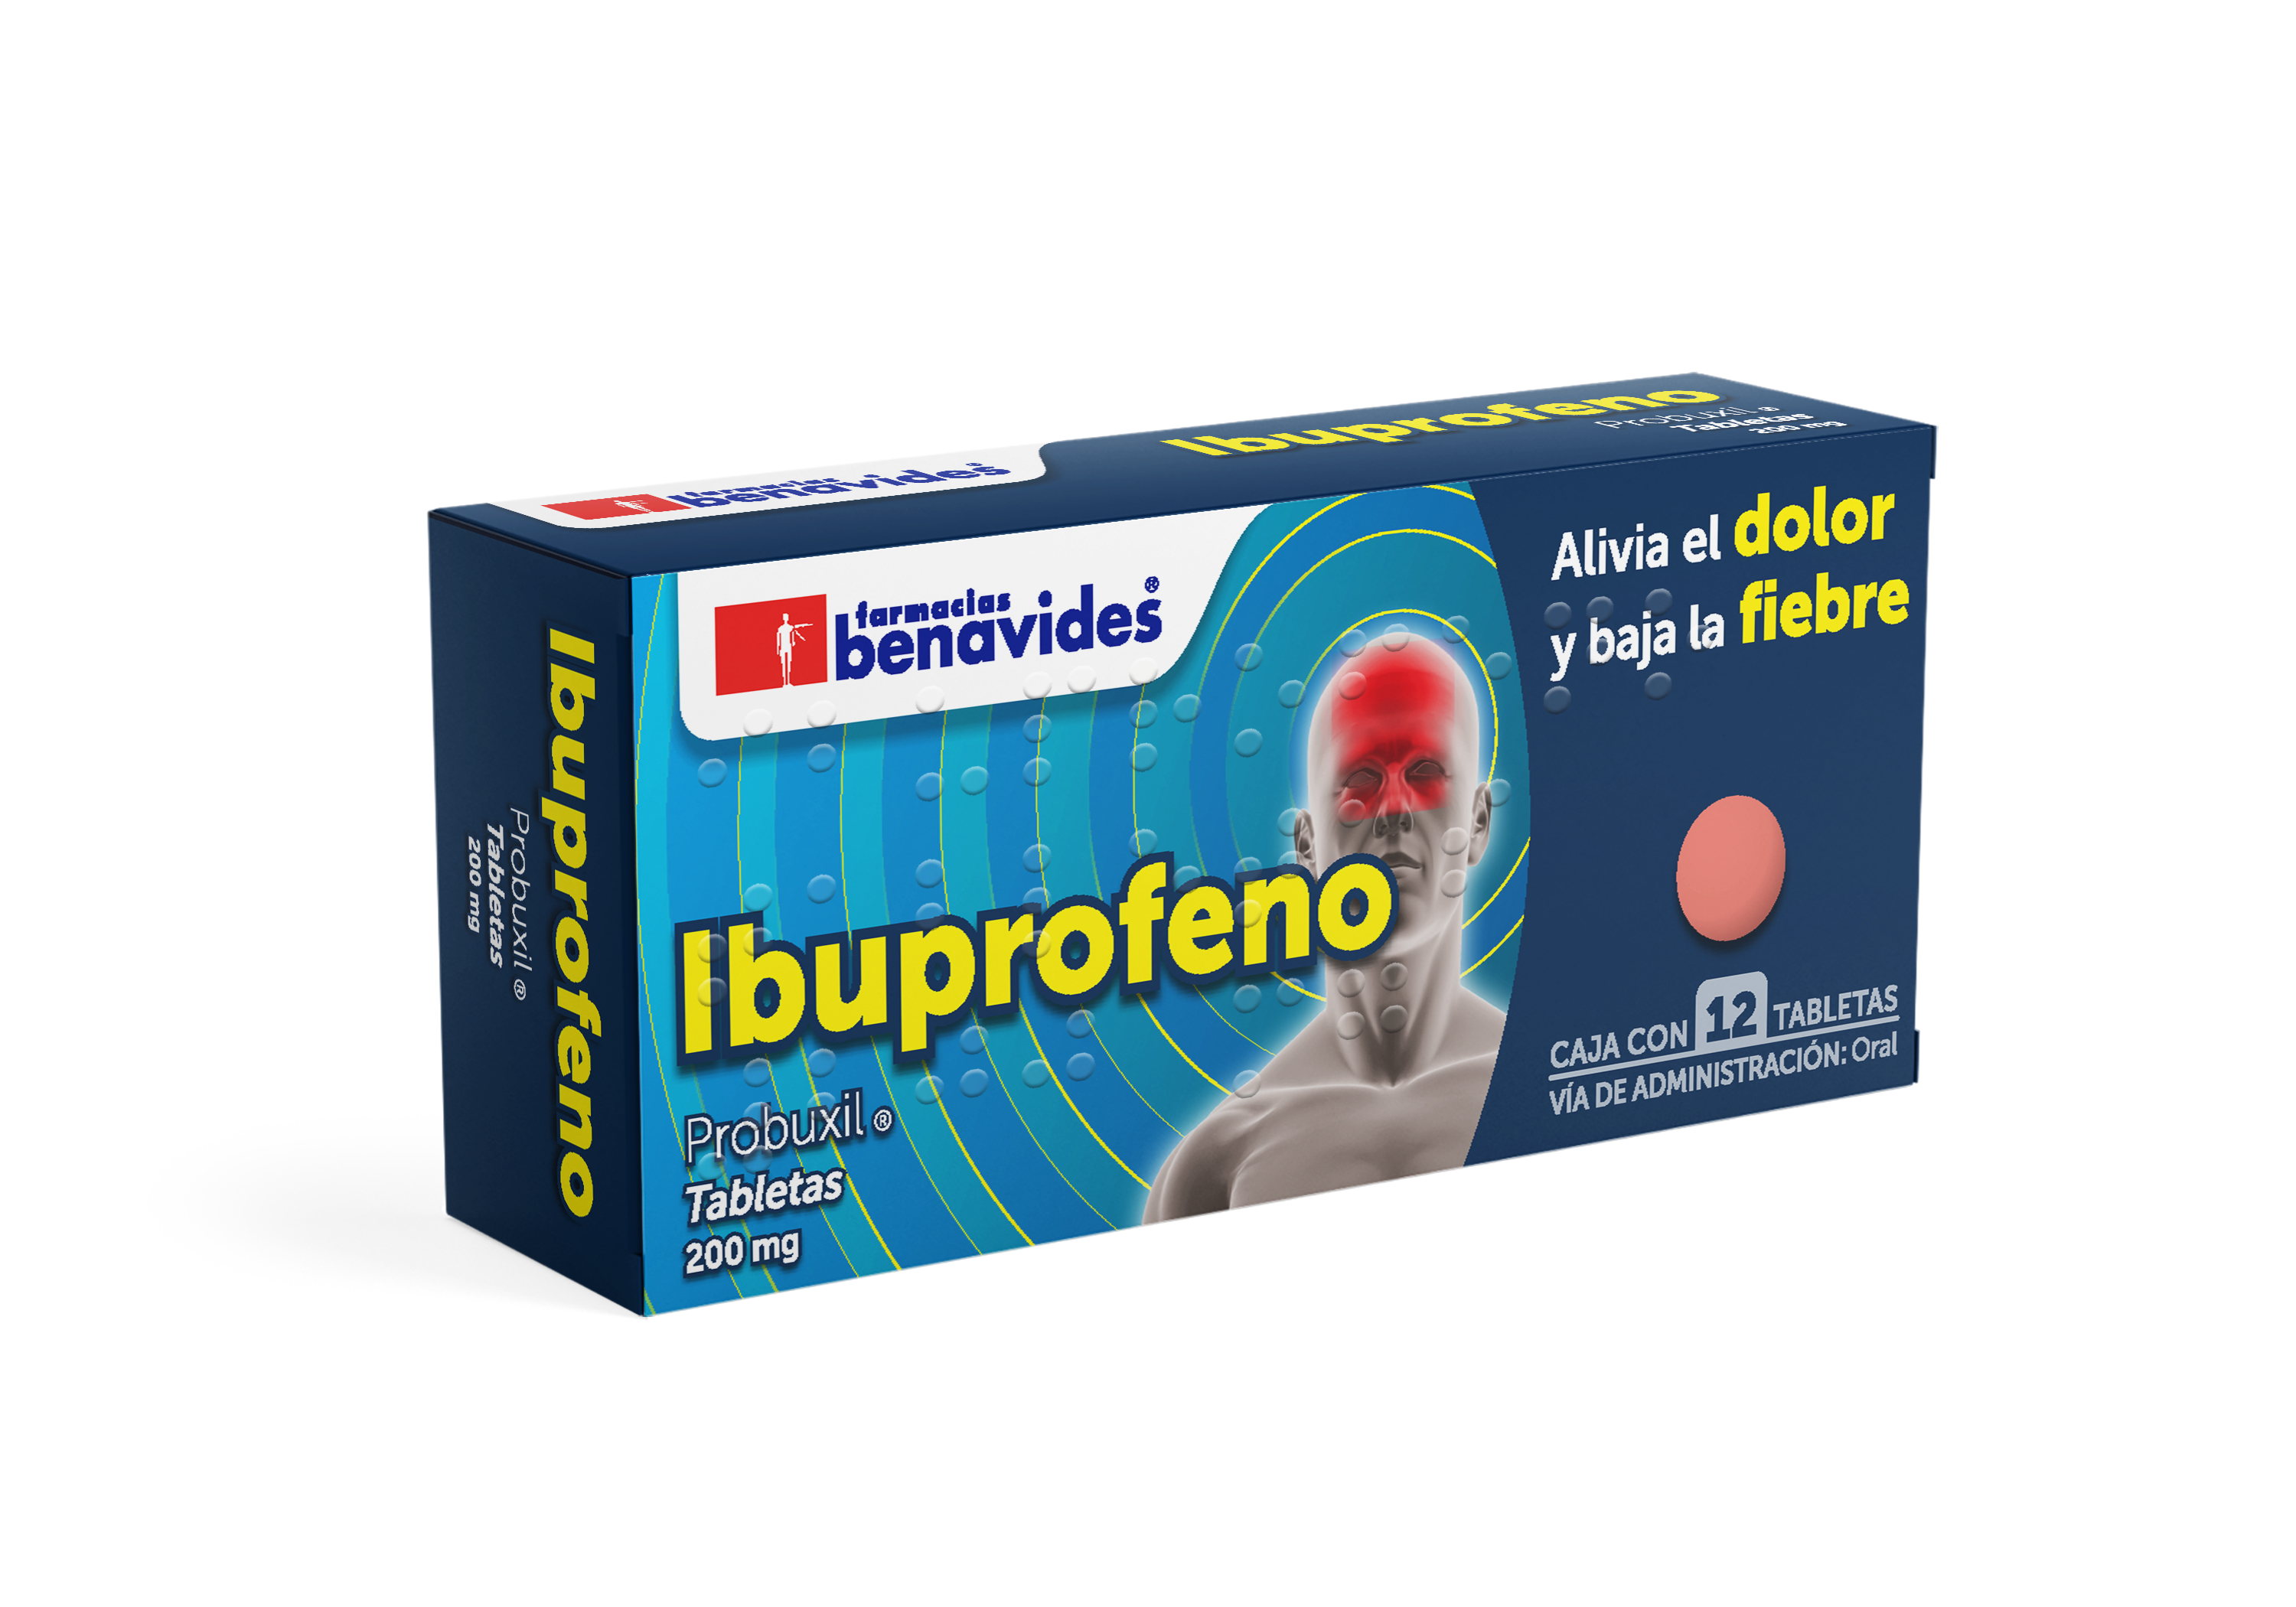 farmacias
benavides®
Ibuprofeno
Probuxil®
Tabletas
200 mg
farmacias
benavides®
Ibuprofeno
Probuxil®
Tabletas
200 mg
Alivia el dolor
y baja la fiebre
CAJA CON 12 TABLETAS
VÍA DE ADMINISTRACIÓN: Oral
Ibuprofeno
Probuxil®
Tabletas
200 mg